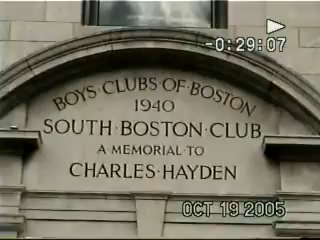 -0:29:07
BOYS·CLUBS·OF·BOSTON
1940
SOUTH·BOSTON·CLUB
A·MEMORIAL·TO
CHARLES·HAYDEN
OCT 19 2005